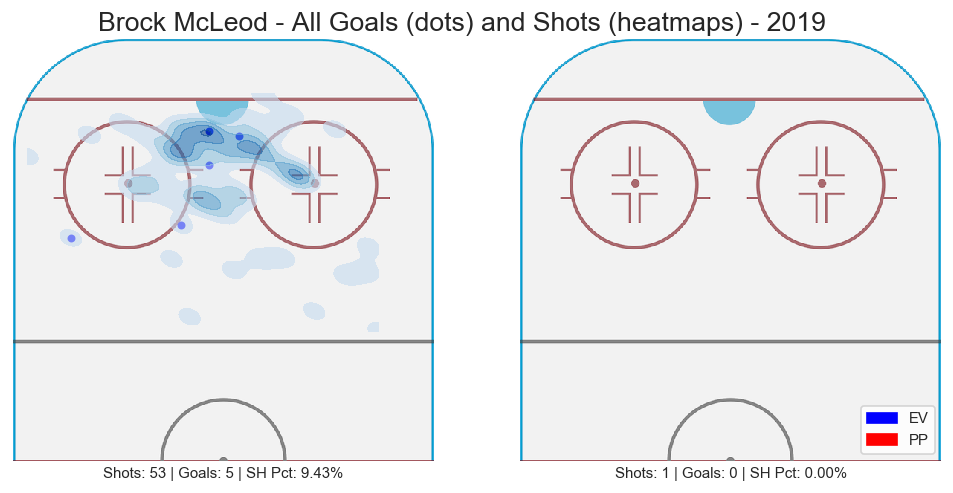 Brock McLeod - All Goals (dots) and Shots (heatmaps) - 2019
EV
PP
Shots: 53 | Goals: 5 | SH Pct: 9.43%
Shots: 1 | Goals: 0 | SH Pct: 0.00%